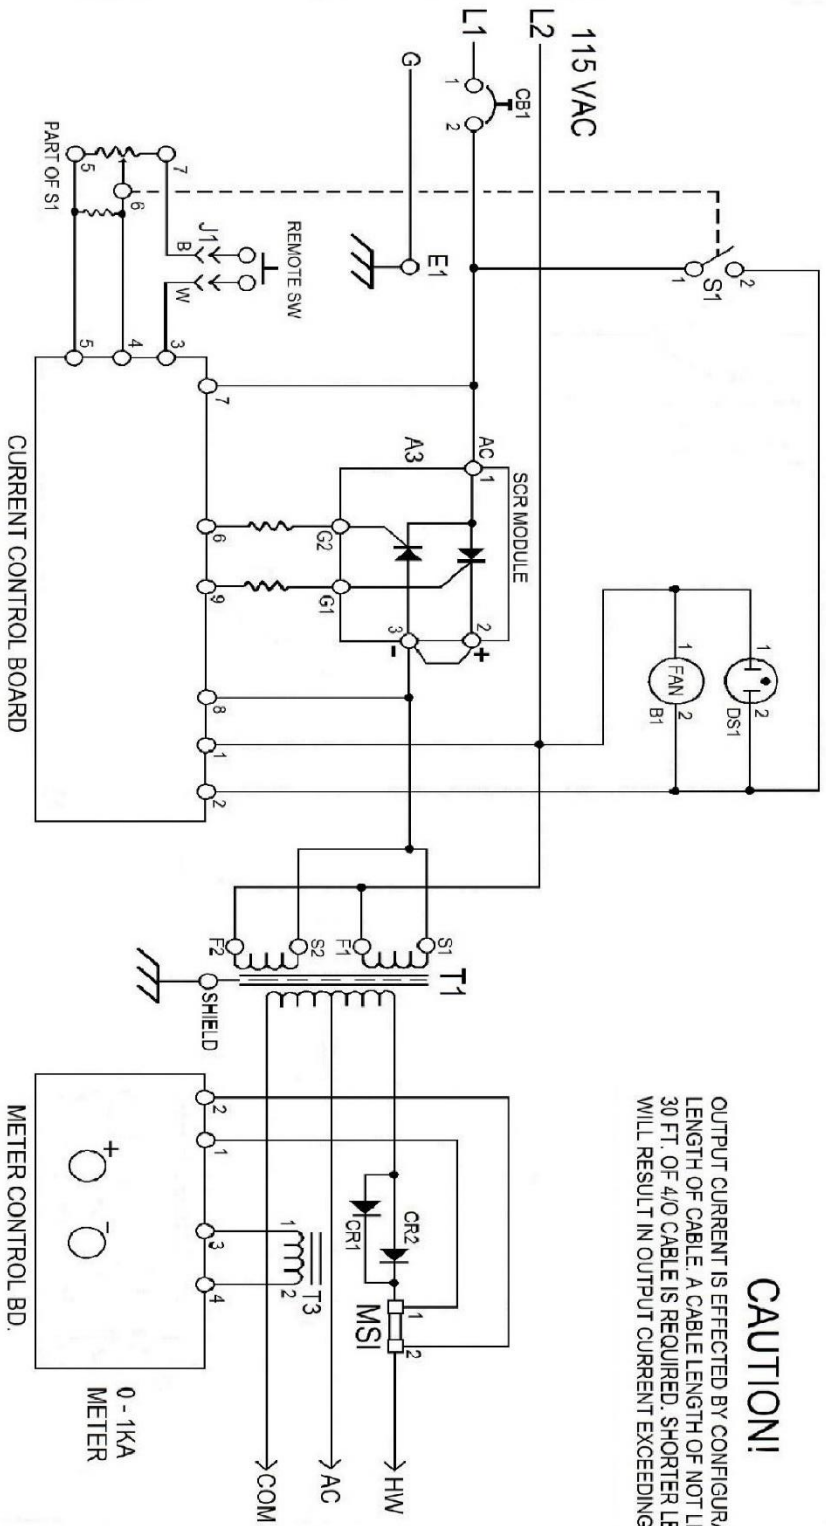 115 VAC
L2
L1
CB1
1
2
G
E1
S1
1
2
REMOTE SW
J1
B
W
7
6
5
PART OF S1
5
4
3
7
6
9
8
1
2
CURRENT CONTROL BOARD
SCR MODULE
A3
AC
1
G2
G1
2
+
3
-
1
2
DS1
1
FAN
2
B1
S1
F1
S2
F2
T1
SHIELD
CAUTION!
OUTPUT CURRENT IS EFFECTED BY
LENGTH OF CABLE. A CABLE LENGTH OF NOT
30 FT. OF 4/0 CABLE IS REQUIRED. SHORTER
WILL RESULT IN OUTPUT CURRENT EXCEEDING
CR2
CR1
MSI
1
2
HW
AC
COM
1
2
T3
2
1
3
4
+
-
METER CONTROL BD.
0 - 1KA
METER